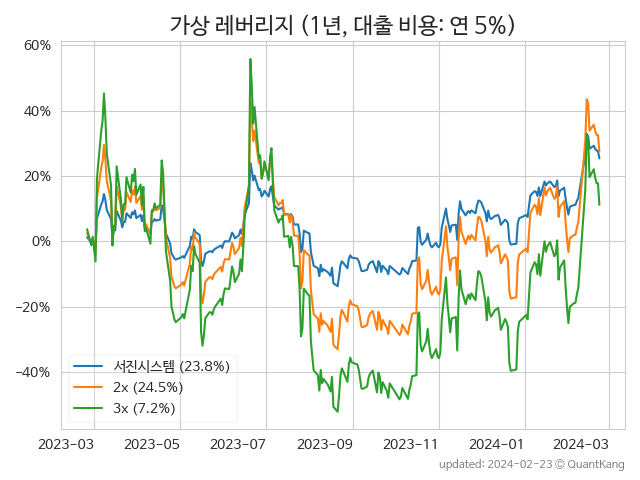 가상 레버리지 (1년, 대출 비용: 연 5%)
60%
40%
20%
0%
−20%
−40%
서진시스템 (23.8%)
2x (24.5%)
3x (7.2%)
2023-03 2023-05 2023-07 2023-09 2023-11 2024-01 2024-03
updated: 2024-02-23 © QuantKang